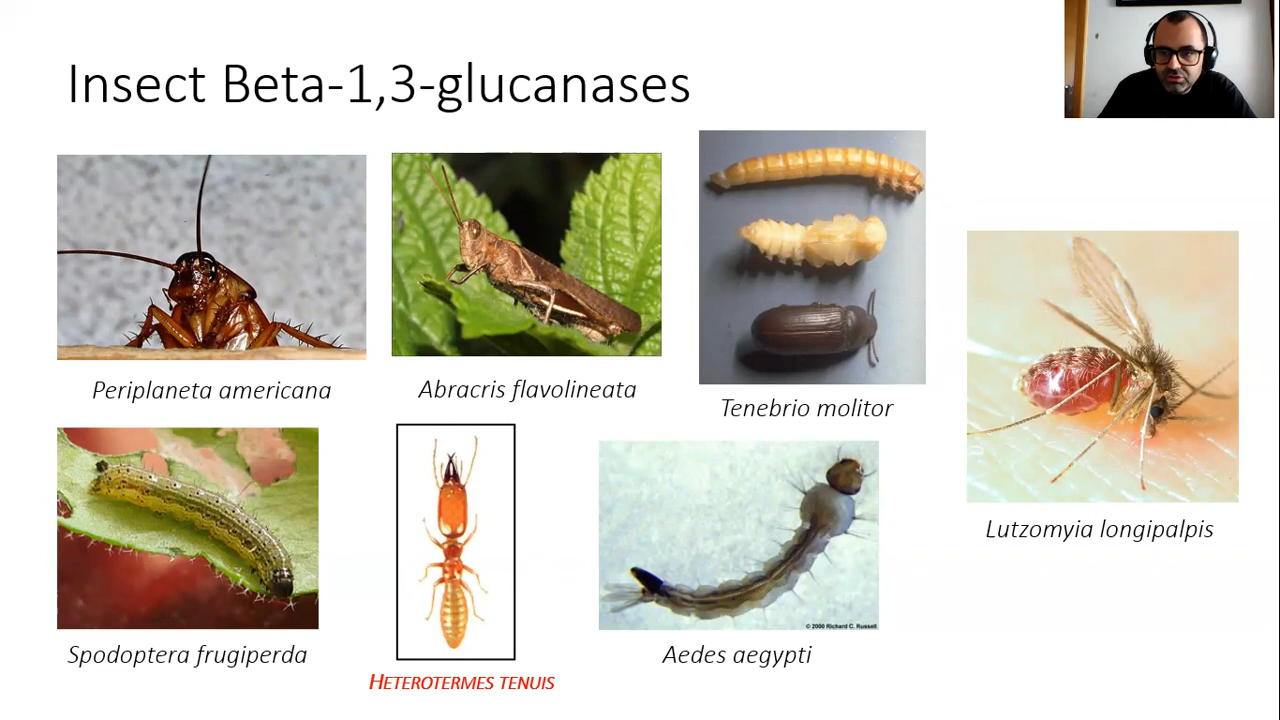 Insect Beta-1,3-glucanases
Periplaneta americana
Abracris flavolineata
Tenebrio molitor
Lutzomyia longipalpis
Spodoptera frugiperda
HETEROTERMES TENUIS
© 2000 Richard C. Russell
Aedes aegypti